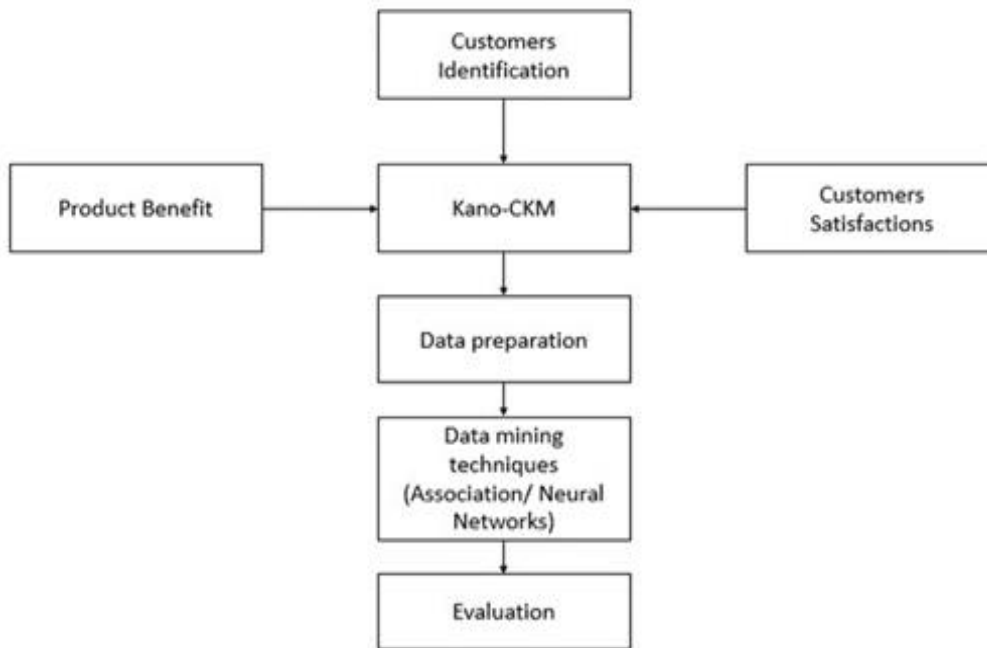 Customers
Identification
Product Benefit
Kano-CKM
Customers
Satisfactions
Data preparation
Data mining
techniques
(Association/ Neural
Networks)
Evaluation